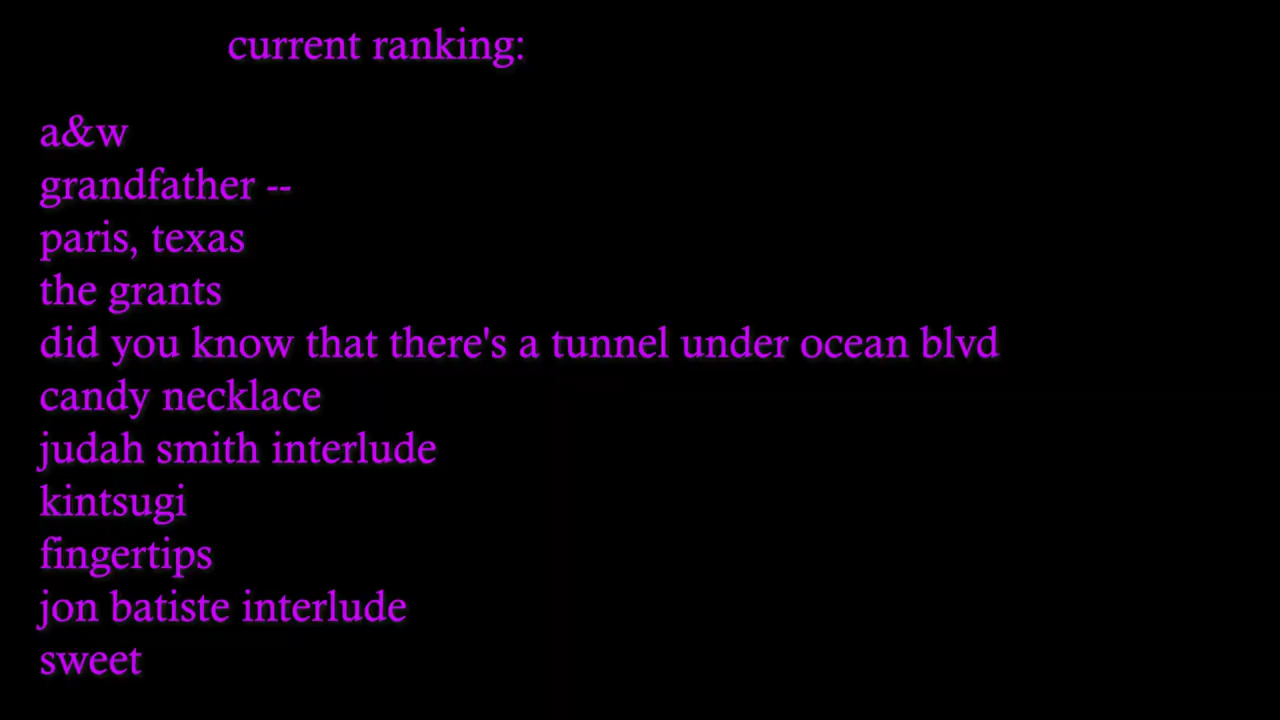 current ranking:
a&w
grandfather --
paris, texas
the grants
did you know that there's a tunnel under ocean blvd
candy necklace
judah smith interlude
kintsugi
fingertips
jon batiste interlude
sweet